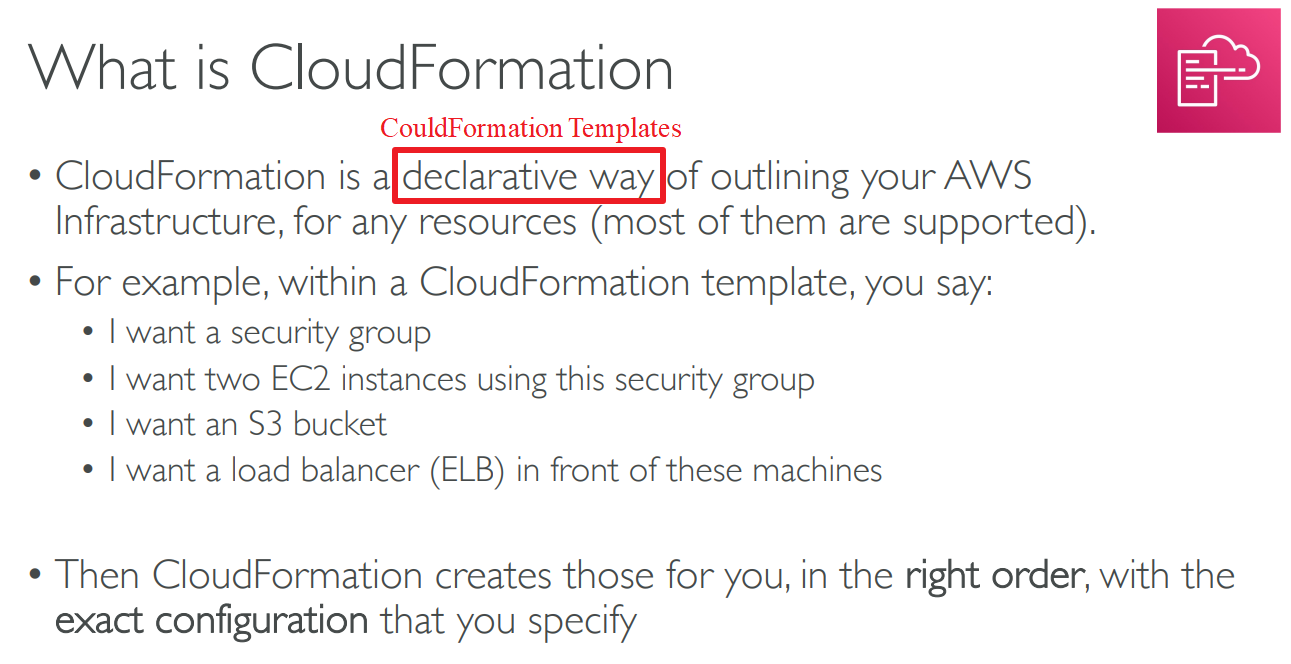 What is CloudFormation
CouldFormation Templates
• CloudFormation is a declarative way of outlining your AWS
Infrastructure, for any resources (most of them are supported).
• For example, within a CloudFormation template, you say:
• I want a security group
• I want two EC2 instances using this security group
• I want an S3 bucket
• I want a load balancer (ELB) in front of these machines
• Then CloudFormation creates those for you, in the right order, with the
exact configuration that you specify